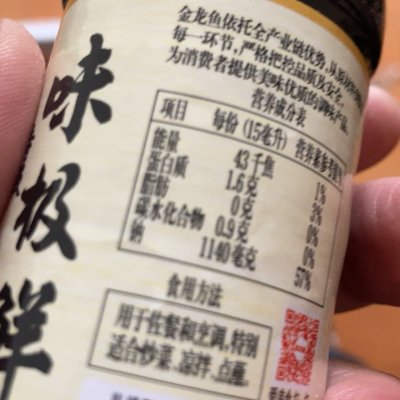 味极鲜
金龙鱼依托全产业链优势，从原料
每一环节，严格把控品质及安全，
为消费者提供美味优质的调味产品。
营养成分表
项目 每份（15毫升） 营养素参考值%
能量 43千焦 1%
蛋白质 1.6克 3%
脂肪 0克 0%
碳水化合物 0.9克 0%
钠 1140毫克 57%
食用方法
用于佐餐和烹调，特别
适合炒菜、凉拌、点蘸。